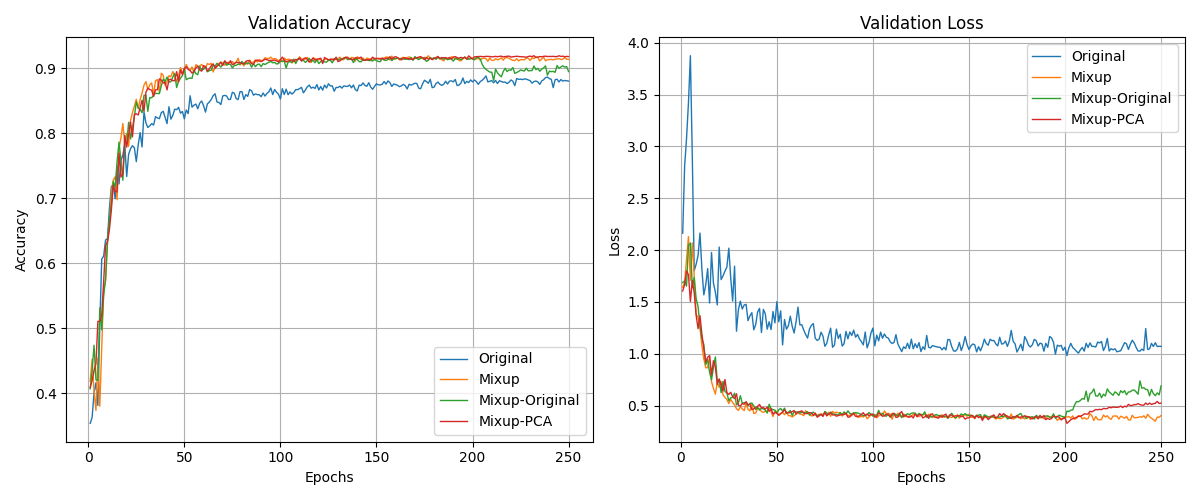 Validation Accuracy
Accuracy
0.9
0.8
0.7
0.6
0.5
0.4
0
50
100
150
200
250
Epochs
Original
Mixup
Mixup-Original
Mixup-PCA
Validation Loss
Loss
4.0
3.5
3.0
2.5
2.0
1.5
1.0
0.5
0
50
100
150
200
250
Epochs
Original
Mixup
Mixup-Original
Mixup-PCA